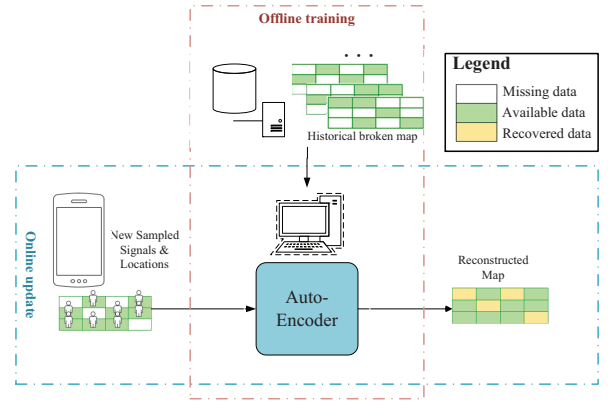 Offline training
. . .
Historical broken map
Legend
Missing data
Available data
Recovered data
Online update
New Sampled
Signals &
Locations
Auto-
Encoder
Reconstructed
Map